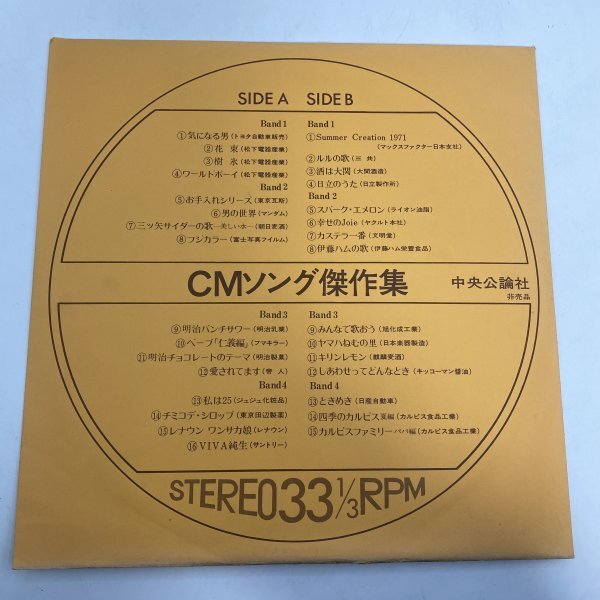 SIDE A SIDE B
Band1
①気になる男(トヨタ自動車販売)
②花束(松下電器産業)
③樹氷(松下電器産業)
④ワールドボーイ(松下電器産業)
Band2
⑤お手入れシリーズ(東京瓦斯)
⑥男の世界(マンダム)
⑦三ツ矢サイダーの歌―美しい水―(朝日麦酒)
⑧フジカラー(富士写真フイルム)
Band 1
①Summer Creation 1971
(マックスファクター日本支社)
②ルルの歌(三共)
③酒は大関(大関酒造)
④日立のうた(日立製作所)
Band 2
⑤スパーク・エメロン(ライオン油脂)
⑥幸せのJoie(ヤクルト本社)
⑦カステラ一番(文明堂)
⑧伊藤ハムの歌(伊藤ハム栄養食品)
CMソング傑作集
中央公論社
非売品
Band3
⑨明治パンチサワー(明治乳業)
⑩ベープ「仁義編」(フマキラー)
⑪明治チョコレートのテーマ(明治製菓)
⑫愛されてます(帝人)
Band4
⑬私は25(ジュジュ化粧品)
⑭チミコデ・シロップ(東京田辺製薬)
⑮レナウン ワンサカ娘(レナウン)
⑯VIVA純生(サントリー)
Band 3
⑨みんなで歌おう(旭化成工業)
⑩ヤマハねむの里(日本楽器製造)
⑪キリンレモン(麒麟麦酒)
⑫しあわせってどんなとき(キッコーマン醤油)
Band 4
⑬ときめき(日産自動車)
⑭四季のカルピス夏編(カルピス食品工業)
⑮カルピスファミリーパパ編(カルピス食品工業)
STEREO33 1/3RPM